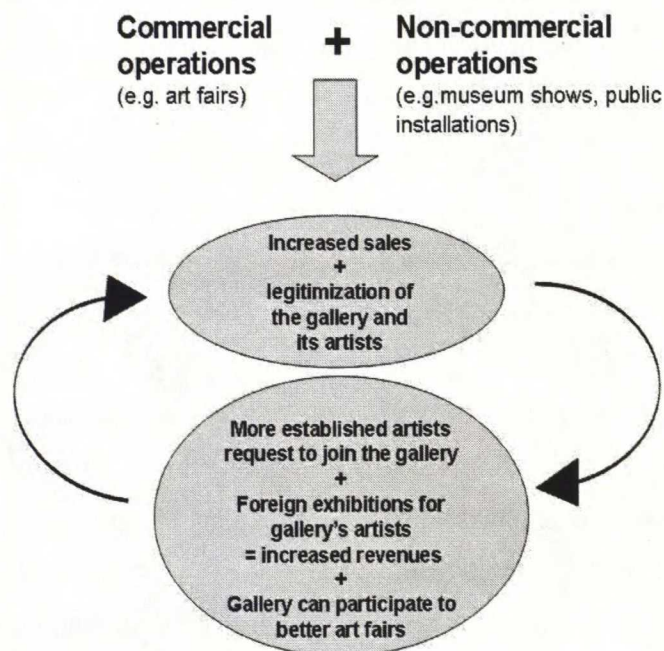 Commercial
operations
(e.g. art fairs)
+
Non-commercial
operations
(e.g.museum shows, public
installations)
Increased sales
+
legitimization of
the gallery and
its artists
More established artists
request to join the gallery
+
Foreign exhibitions for
gallery's artists
= increased revenues
+
Gallery can participate to
better art fairs